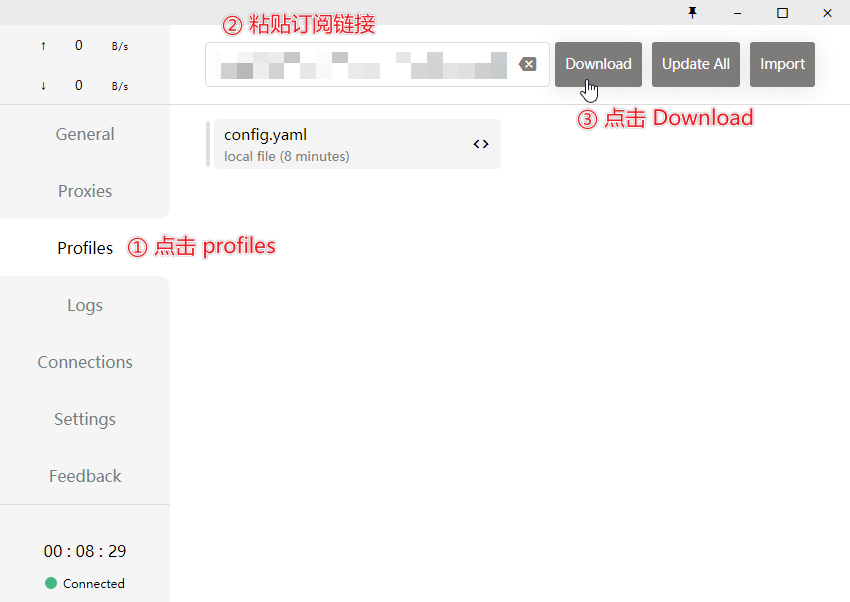 ② 粘贴订阅链接
↑ 0 B/s
↓ 0 B/s
Download
Update All
Import
③ 点击 Download
General
Proxies
Profiles
① 点击 profiles
Logs
Connections
Settings
Feedback
config.yaml
local file (8 minutes)
<>
00 : 08 : 29
Connected